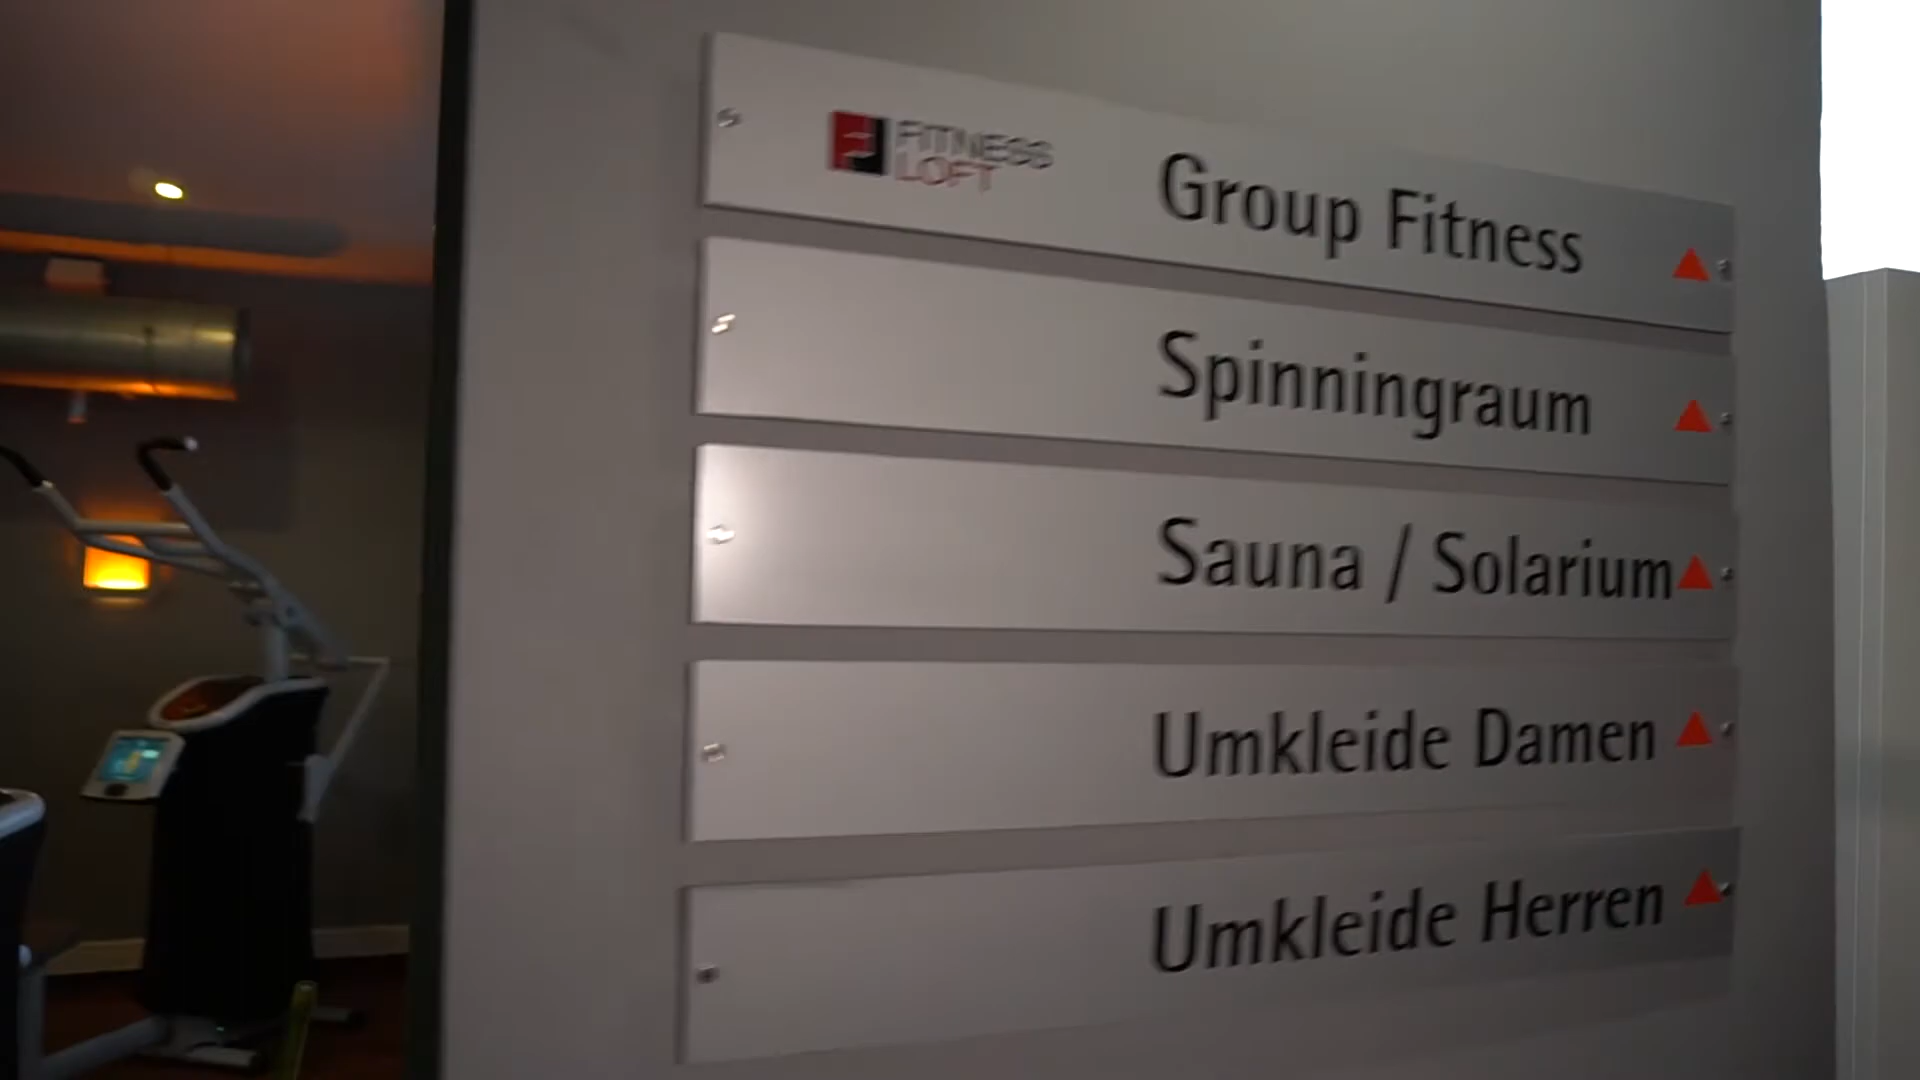 FITNESS
LOFT
Group Fitness
Spinningraum
Sauna / Solarium
Umkleide Damen
Umkleide Herren